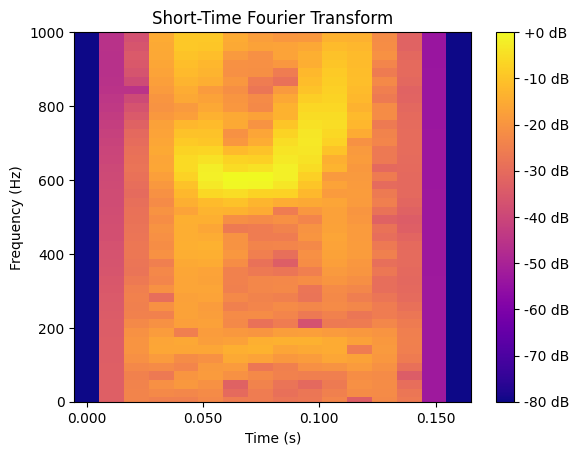 Short-Time Fourier Transform
1000
800
600
400
200
0
Frequency (Hz)
0.000
0.050
0.100
0.150
Time (s)
+0 dB
-10 dB
-20 dB
-30 dB
-40 dB
-50 dB
-60 dB
-70 dB
-80 dB